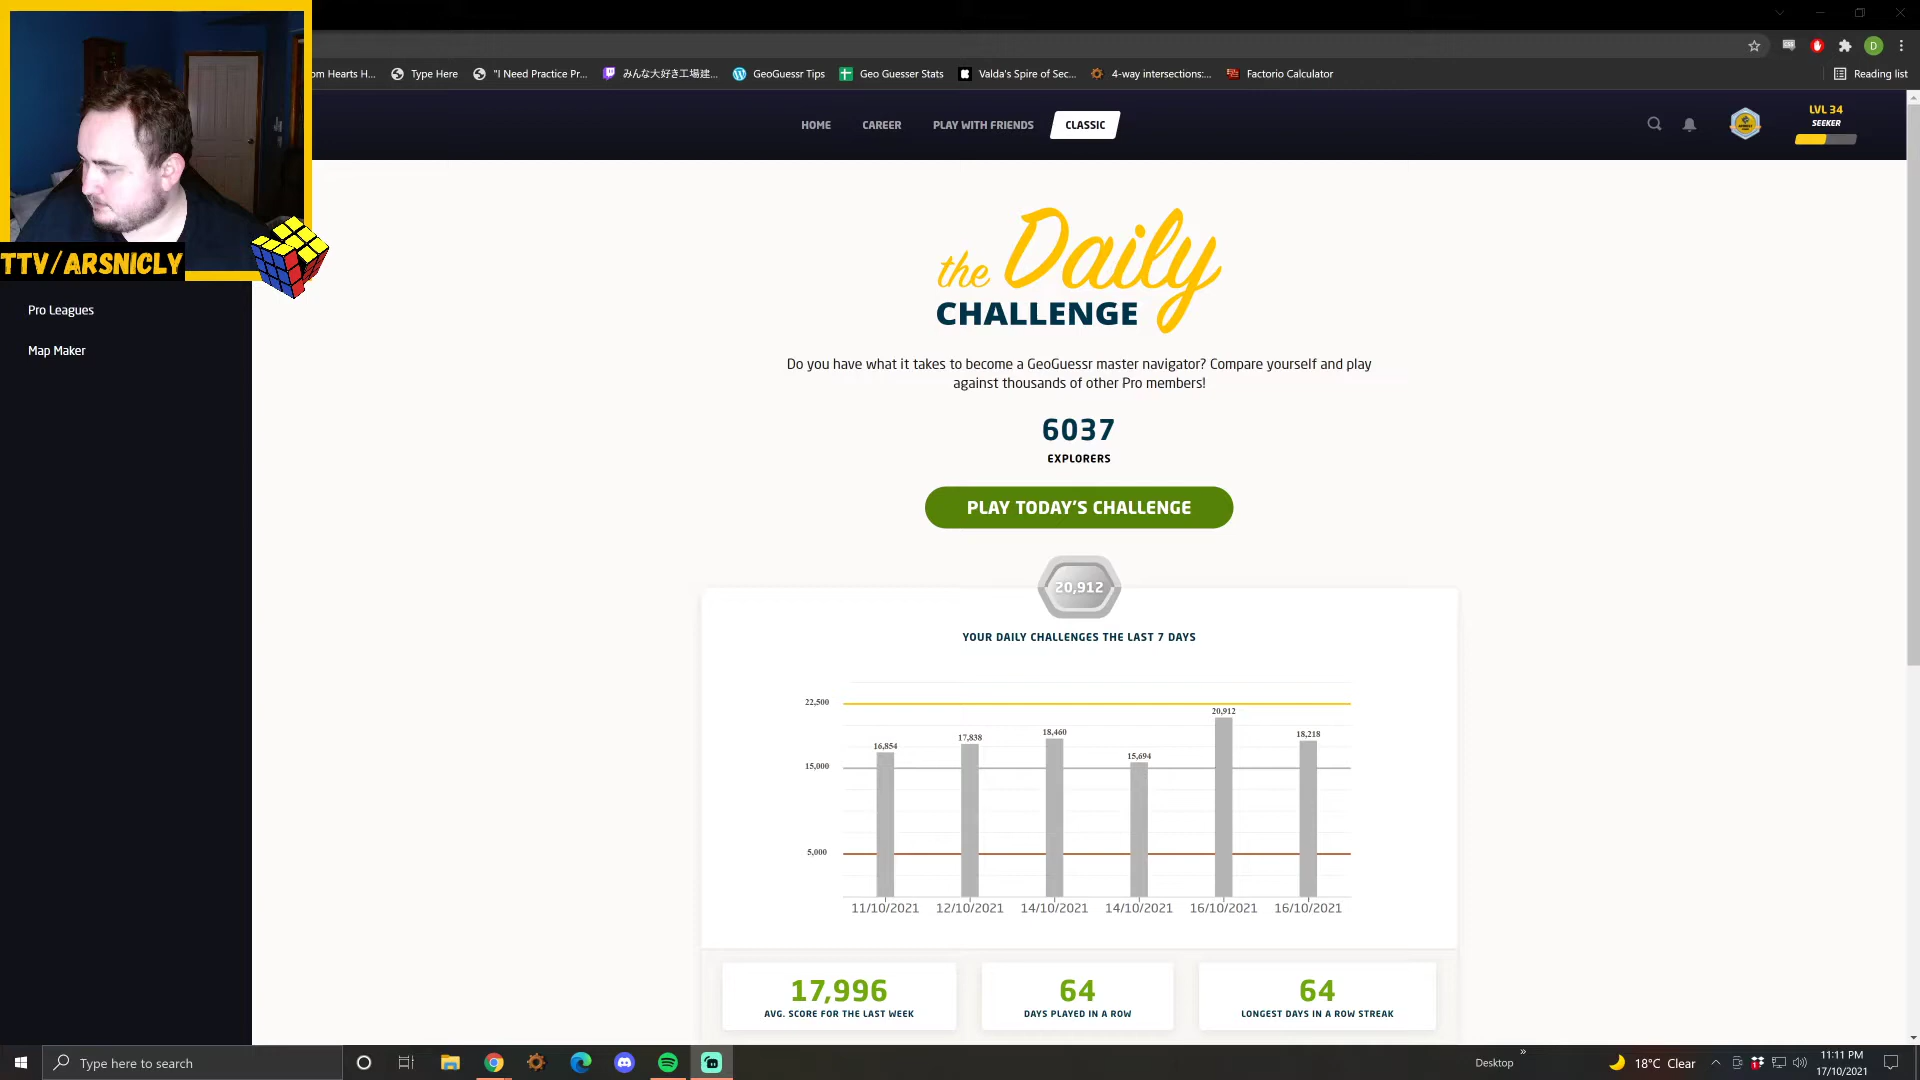 om Hearts H...
Type Here
"I Need Practice Pr...
みんな大好き工場建...
GeoGuessr Tips
Geo Guesser Stats
Valda's Spire of Sec...
4-way intersections:...
Factorio Calculator
Reading list
D
HOME
CAREER
PLAY WITH FRIENDS
CLASSIC
LVL 34
SEEKER
TTV/ARSNICLY
Pro Leagues
Map Maker
the Daily
CHALLENGE
Do you have what it takes to become a GeoGuessr master navigator? Compare yourself and play
against thousands of other Pro members!
6037
EXPLORERS
PLAY TODAY'S CHALLENGE
20,912
YOUR DAILY CHALLENGES THE LAST 7 DAYS
22,500
15,000
5,000
16,854
17,838
18,460
15,694
20,912
18,218
11/10/2021
12/10/2021
14/10/2021
14/10/2021
16/10/2021
16/10/2021
17,996
AVG. SCORE FOR THE LAST WEEK
64
DAYS PLAYED IN A ROW
64
LONGEST DAYS IN A ROW STREAK
Type here to search
Desktop
18°C Clear
11:11 PM
17/10/2021